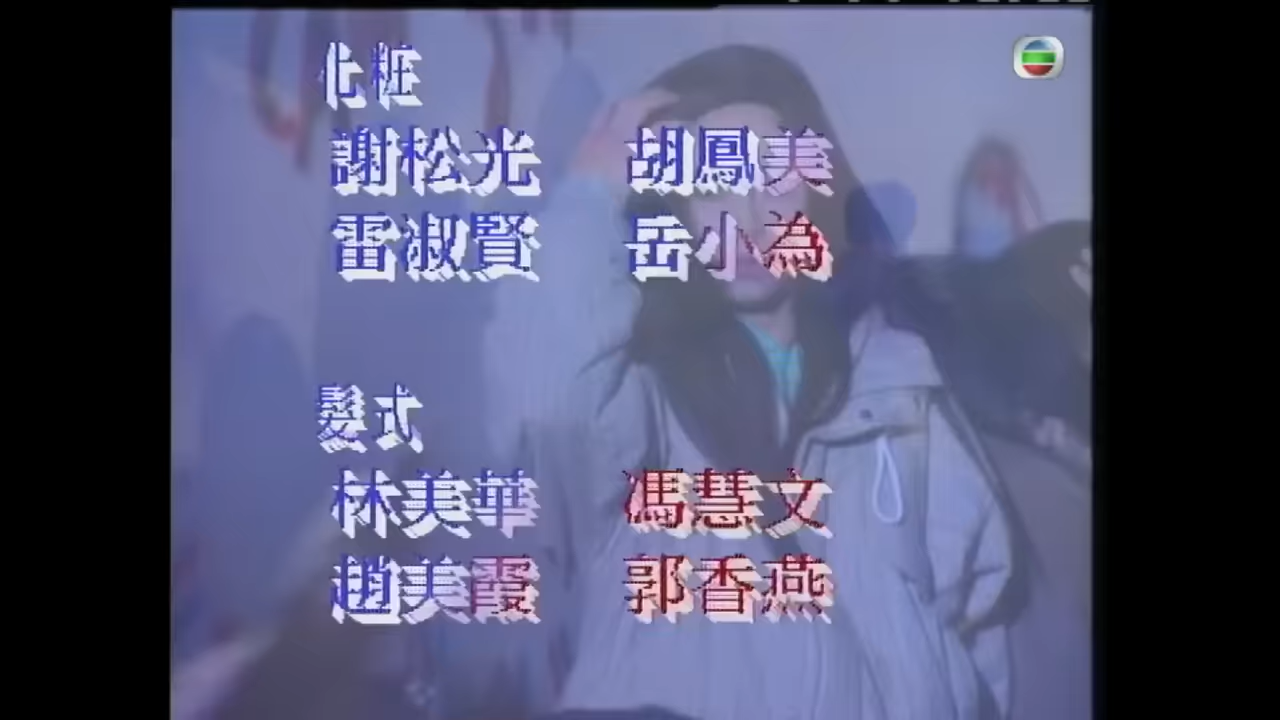 化粧
謝松光 胡鳳美
雷淑賢 岳小為
髮式
林美華 馮慧文
趙美霞 郭香燕